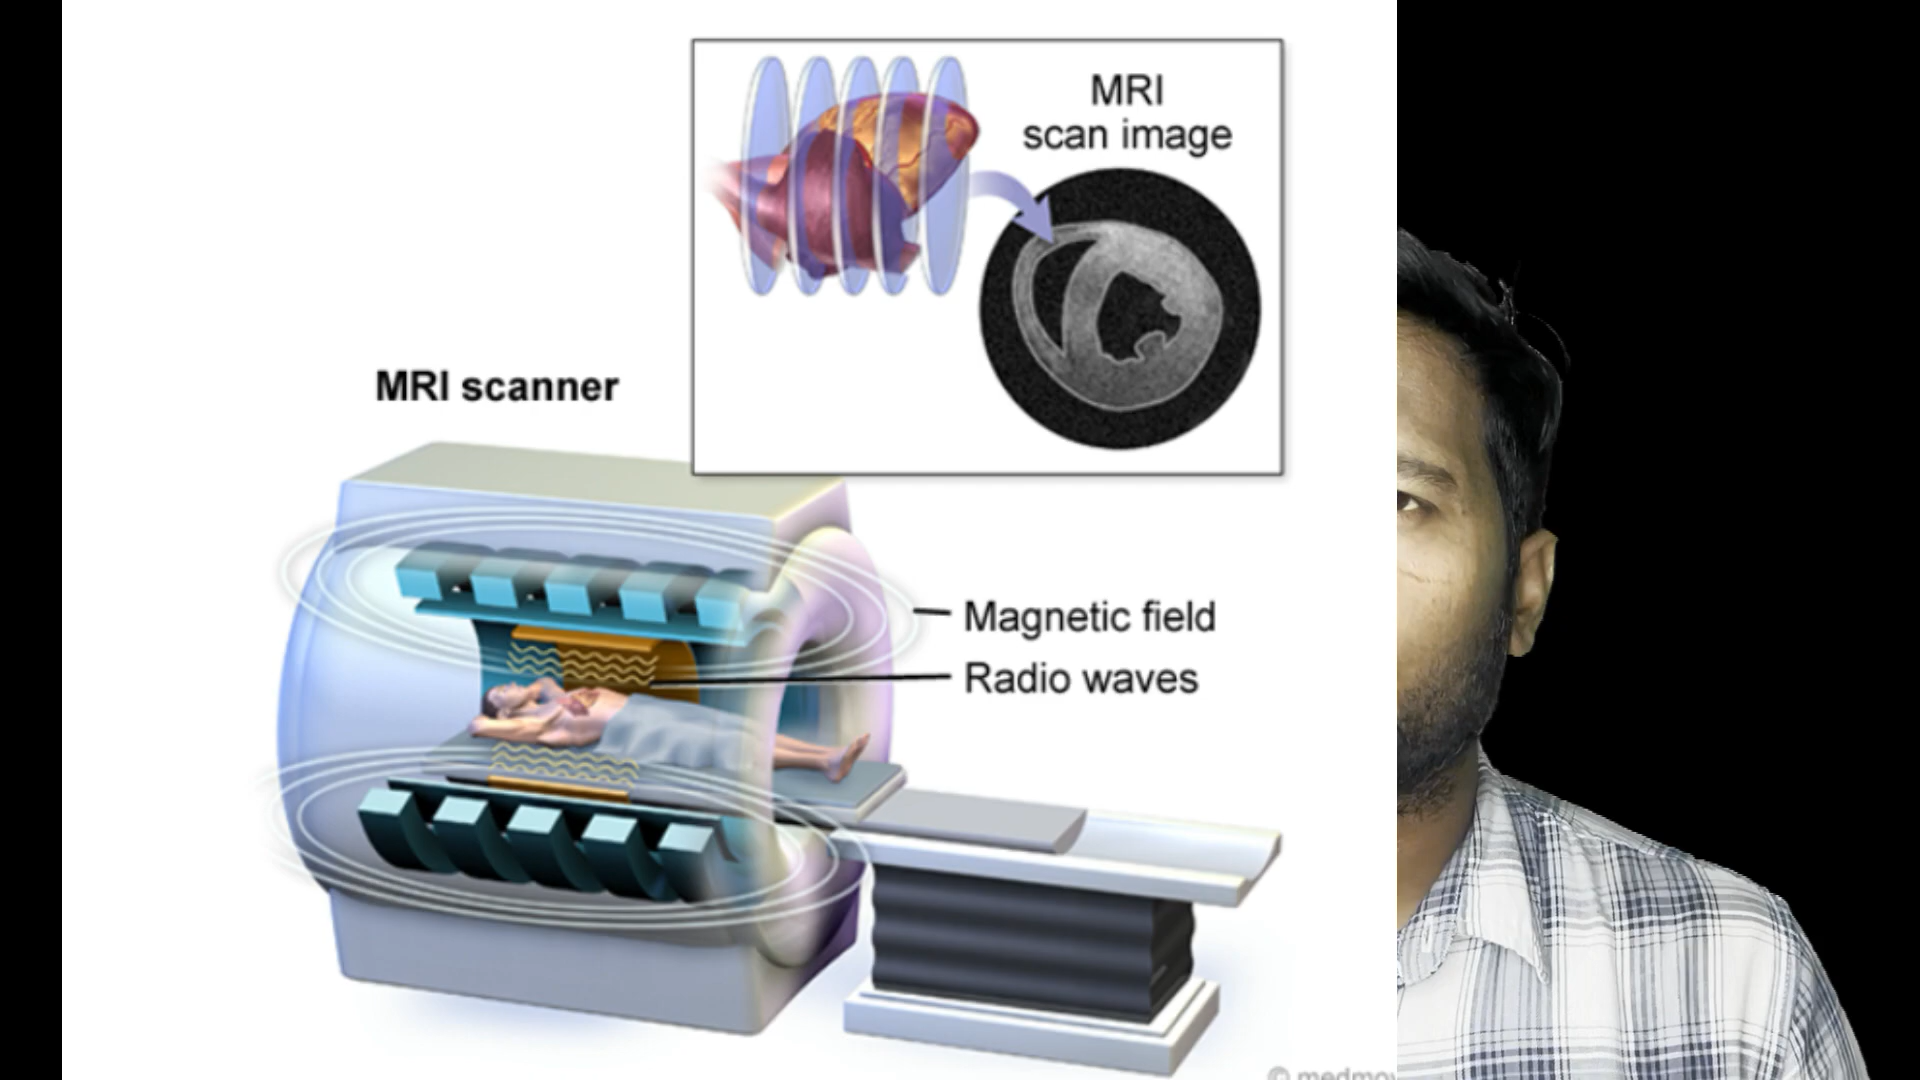 MRI
scan image
MRI scanner
Magnetic field
Radio waves